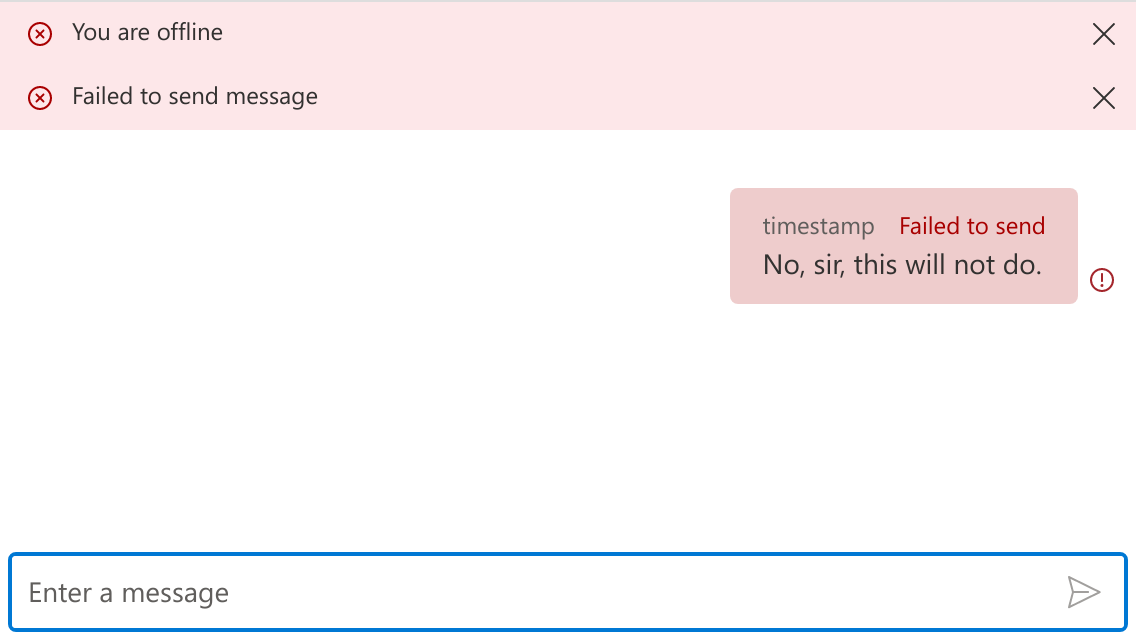 You are offline
Failed to send message
timestamp Failed to send
No, sir, this will not do.
Enter a message